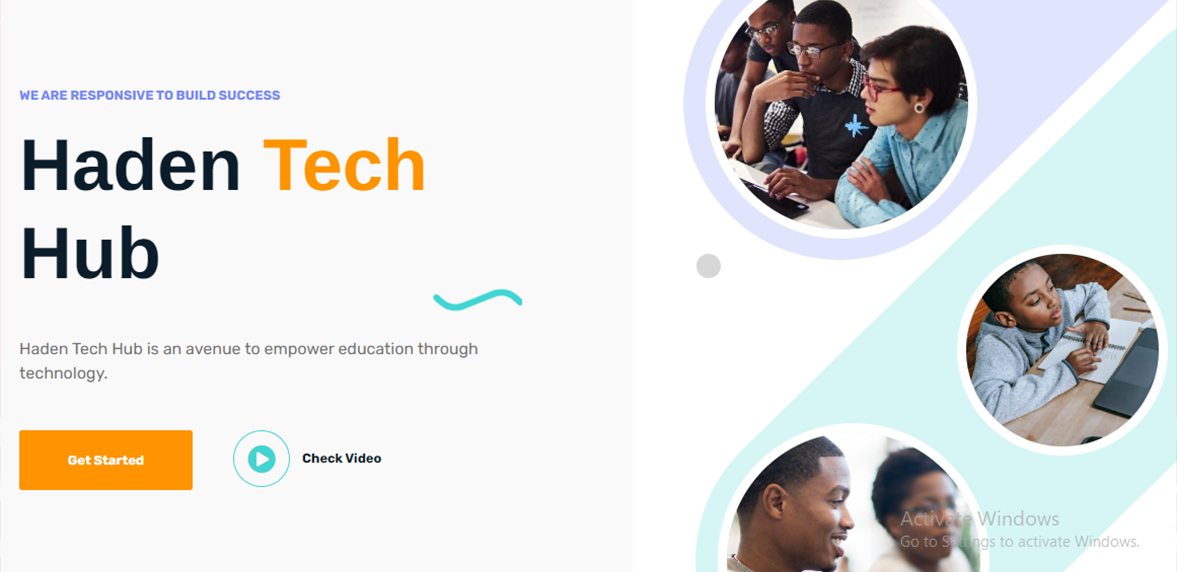 WE ARE RESPONSIVE TO BUILD SUCCESS
Haden Tech
Hub
Haden Tech Hub is an avenue to empower education through
technology.
Get Started
Check Video
Activate Windows
Go to Settings to activate Windows.